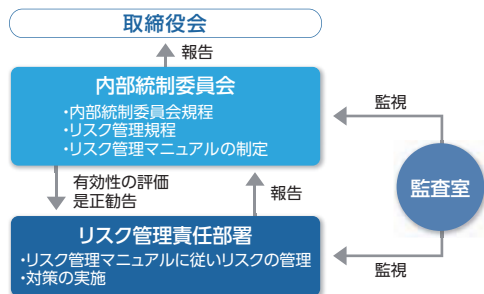 取締役会
報告
内部統制委員会
・内部統制委員会規程
・リスク管理規程
・リスク管理マニュアルの制定
監視
有効性の評価
是正勧告
報告
監査室
リスク管理責任部署
・リスク管理マニュアルに従いリスクの管理
・対策の実施
監視